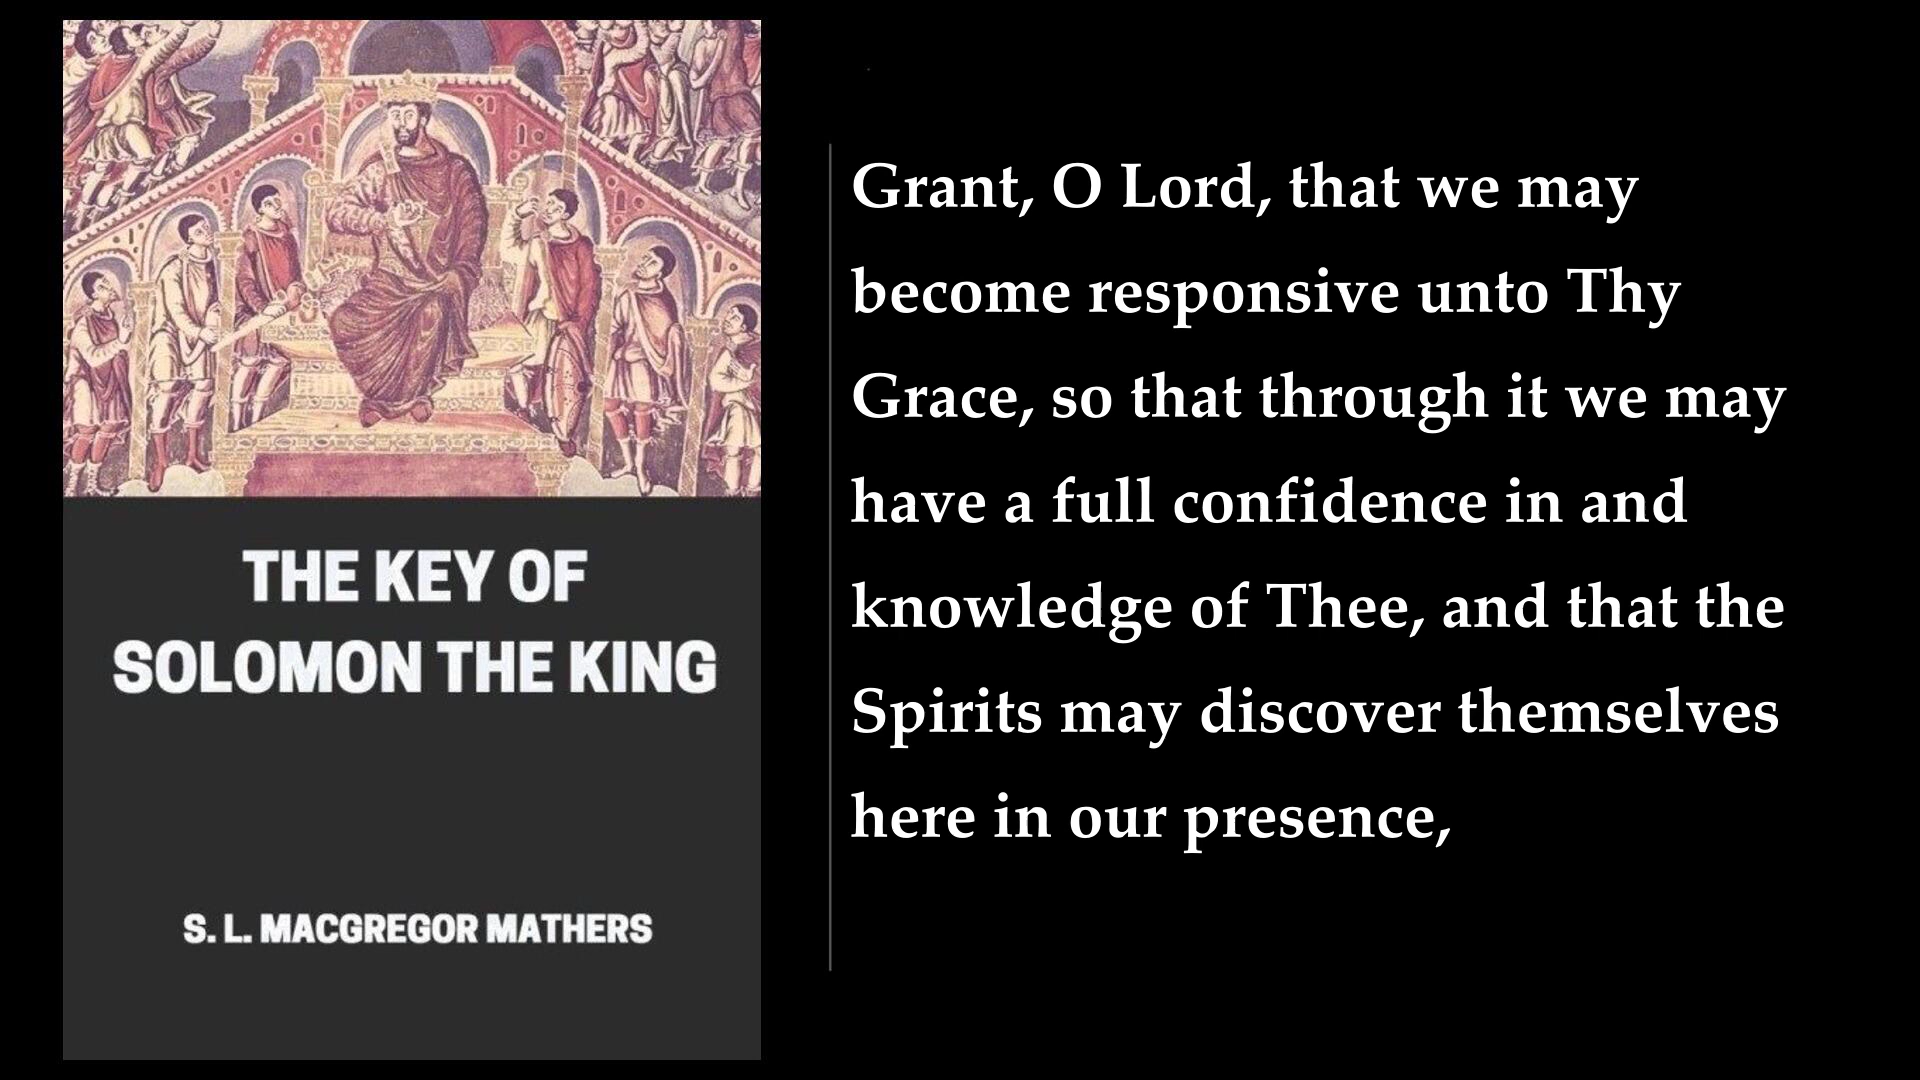 THE KEY OF
SOLOMON THE KING
S. L. MACGREGOR MATHERS
Grant, O Lord, that we may
become responsive unto Thy
Grace, so that through it we may
have a full confidence in and
knowledge of Thee, and that the
Spirits may discover themselves
here in our presence,